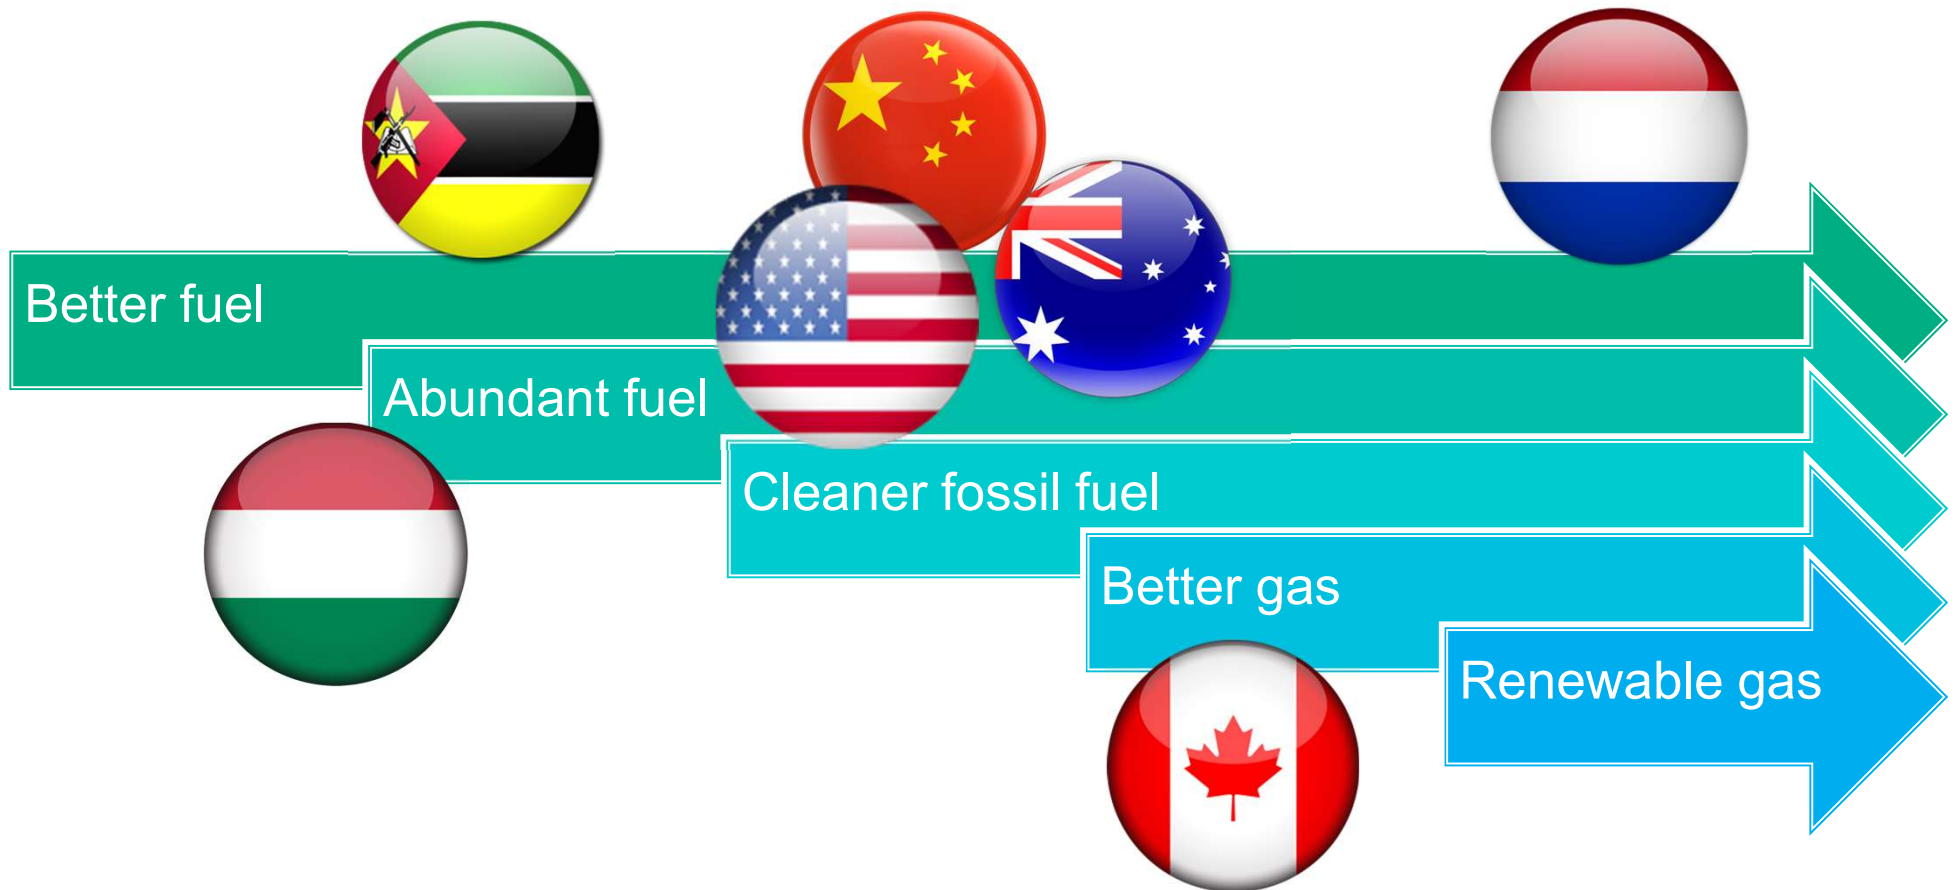 Better fuel
Abundant fuel
Cleaner fossil fuel
Better gas
Renewable gas